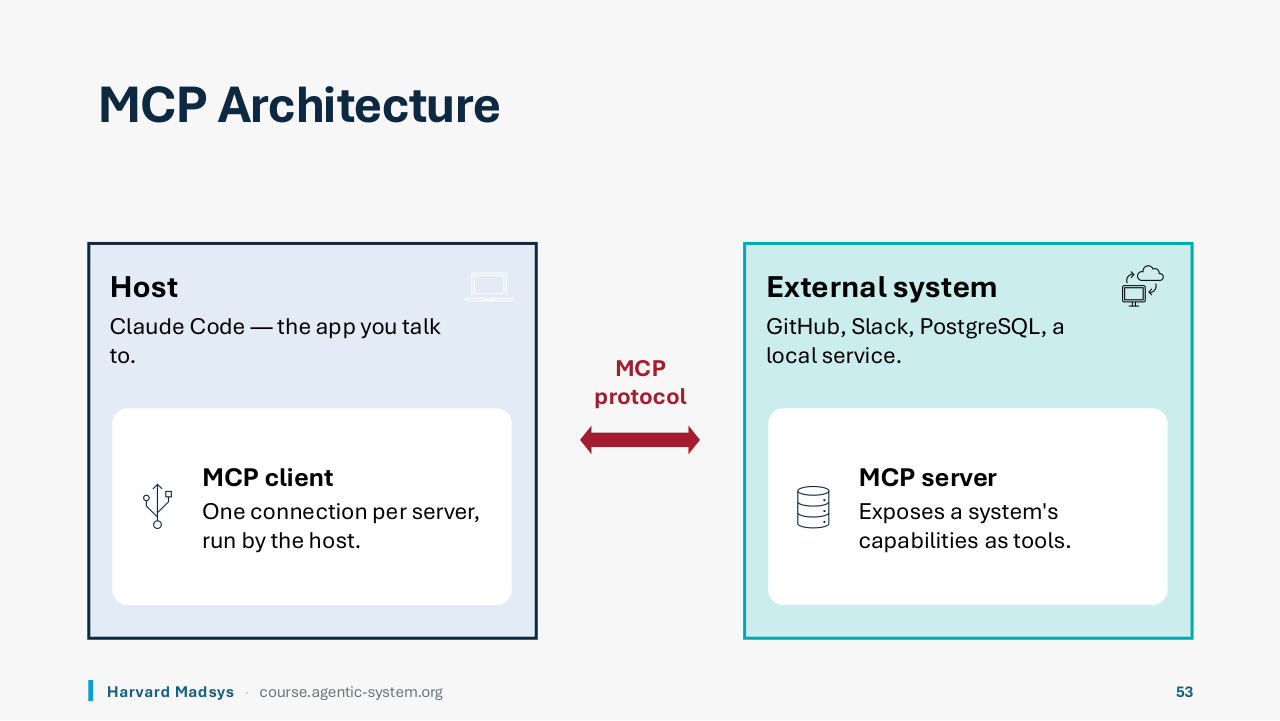 MCP Architecture
Host
Claude Code — the app you talk
to.
MCP client
One connection per server,
run by the host.
MCP
protocol
External system
GitHub, Slack, PostgreSQL, a
local service.
MCP server
Exposes a system's
capabilities as tools.
Harvard Madsys · course.agentic-system.org
53